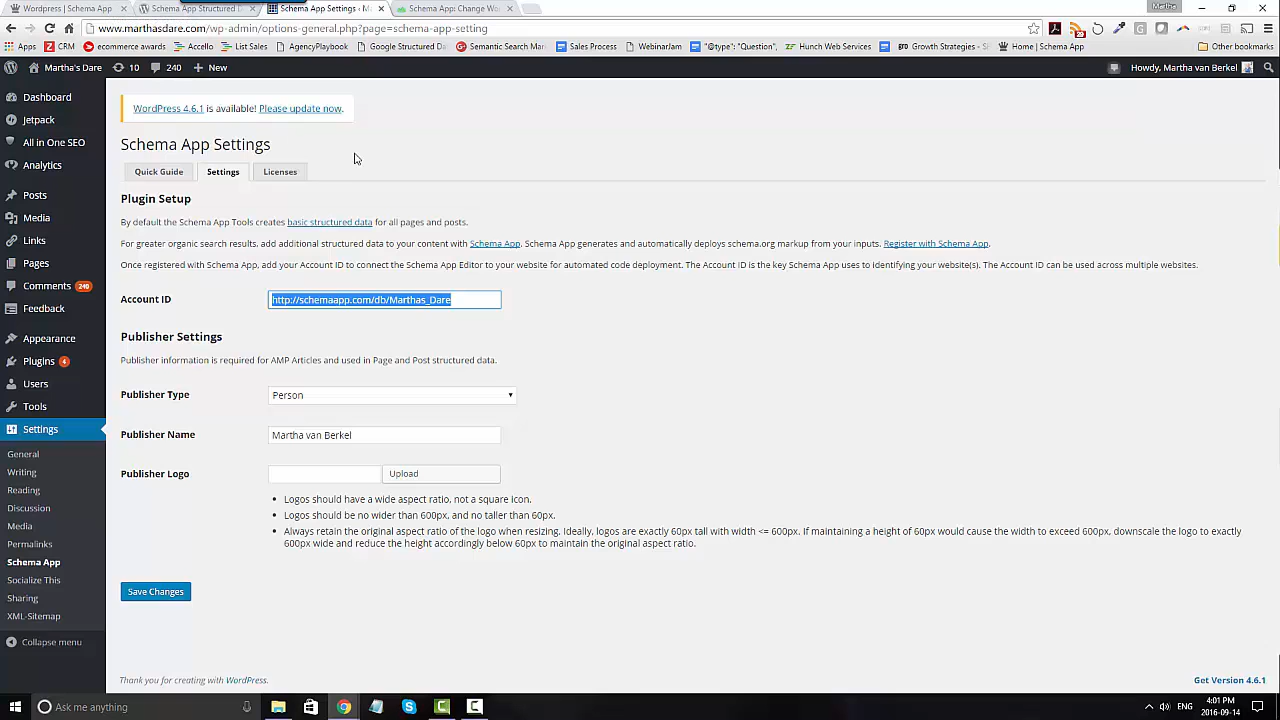 Wordpress | Schema App
WordPress Structured D
Schema App Settings ‹ M
Schema App: Change Wor
Martha
www.marthasdare.com/wp-admin/options-general.php?page=schema-app-setting
Apps
CRM
ecommerce awards
Accello
List Sales
AgencyPlaybook
Google Structured D
Semantic Search Mar
Sales Process
WebinarJam
"@type": "Question",
Hunch Web Services
Growth Strategies - S
Home | Schema App
Other bookmarks
Martha's Dare
10
240
+ New
Howdy, Martha van Berkel
Dashboard
Jetpack
All in One SEO
Analytics
Posts
Media
Links
Pages
Comments 240
Feedback
Appearance
Plugins 4
Users
Tools
Settings
General
Writing
Reading
Discussion
Media
Permalinks
Schema App
Socialize This
Sharing
XML-Sitemap
Collapse menu
WordPress 4.6.1 is available! Please update now.
Schema App Settings
Quick Guide
Settings
Licenses
Plugin Setup
By default the Schema App Tools creates basic structured data for all pages and posts.
For greater organic search results, add additional structured data to your content with Schema App. Schema App generates and automatically deploys schema.org markup from your inputs. Register with Schema App.
Once registered with Schema App, add your Account ID to connect the Schema App Editor to your website for automated code deployment. The Account ID is the key Schema App uses to identifying your website(s). The Account ID can be used across multiple websites.
Account ID
http://schemaapp.com/db/Marthas_Dare
Publisher Settings
Publisher information is required for AMP Articles and used in Page and Post structured data.
Publisher Type
Person
Publisher Name
Martha van Berkel
Publisher Logo
Upload
Logos should have a wide aspect ratio, not a square icon.
Logos should be no wider than 600px, and no taller than 60px.
Always retain the original aspect ratio of the logo when resizing. Ideally, logos are exactly 60px tall with width <= 600px. If maintaining a height of 60px would cause the width to exceed 600px, downscale the logo to exactly
600px wide and reduce the height accordingly below 60px to maintain the original aspect ratio.
Save Changes
Thank you for creating with WordPress.
Get Version 4.6.1
Ask me anything
ENG
4:01 PM
2016-09-14